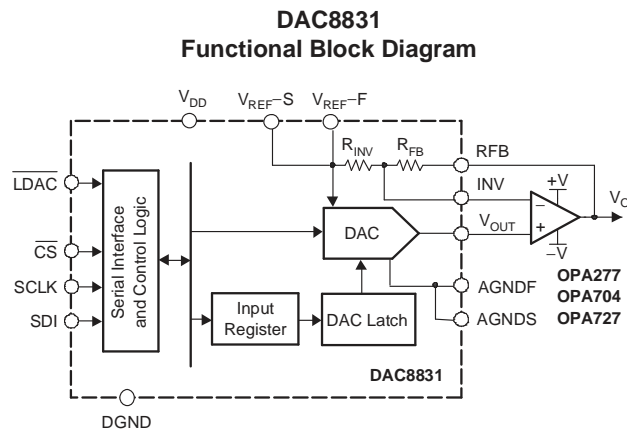 DAC8831
Functional Block Diagram
VDD
VREF−S
VREF−F
RINV
RFB
RFB
INV
LDAC
+V
VO
−
+
−V
VOUT
DAC
CS
Serial Interface
and Control Logic
SCLK
SDI
Input
Register
DAC Latch
AGNDF
AGNDS
OPA277
OPA704
OPA727
DAC8831
DGND